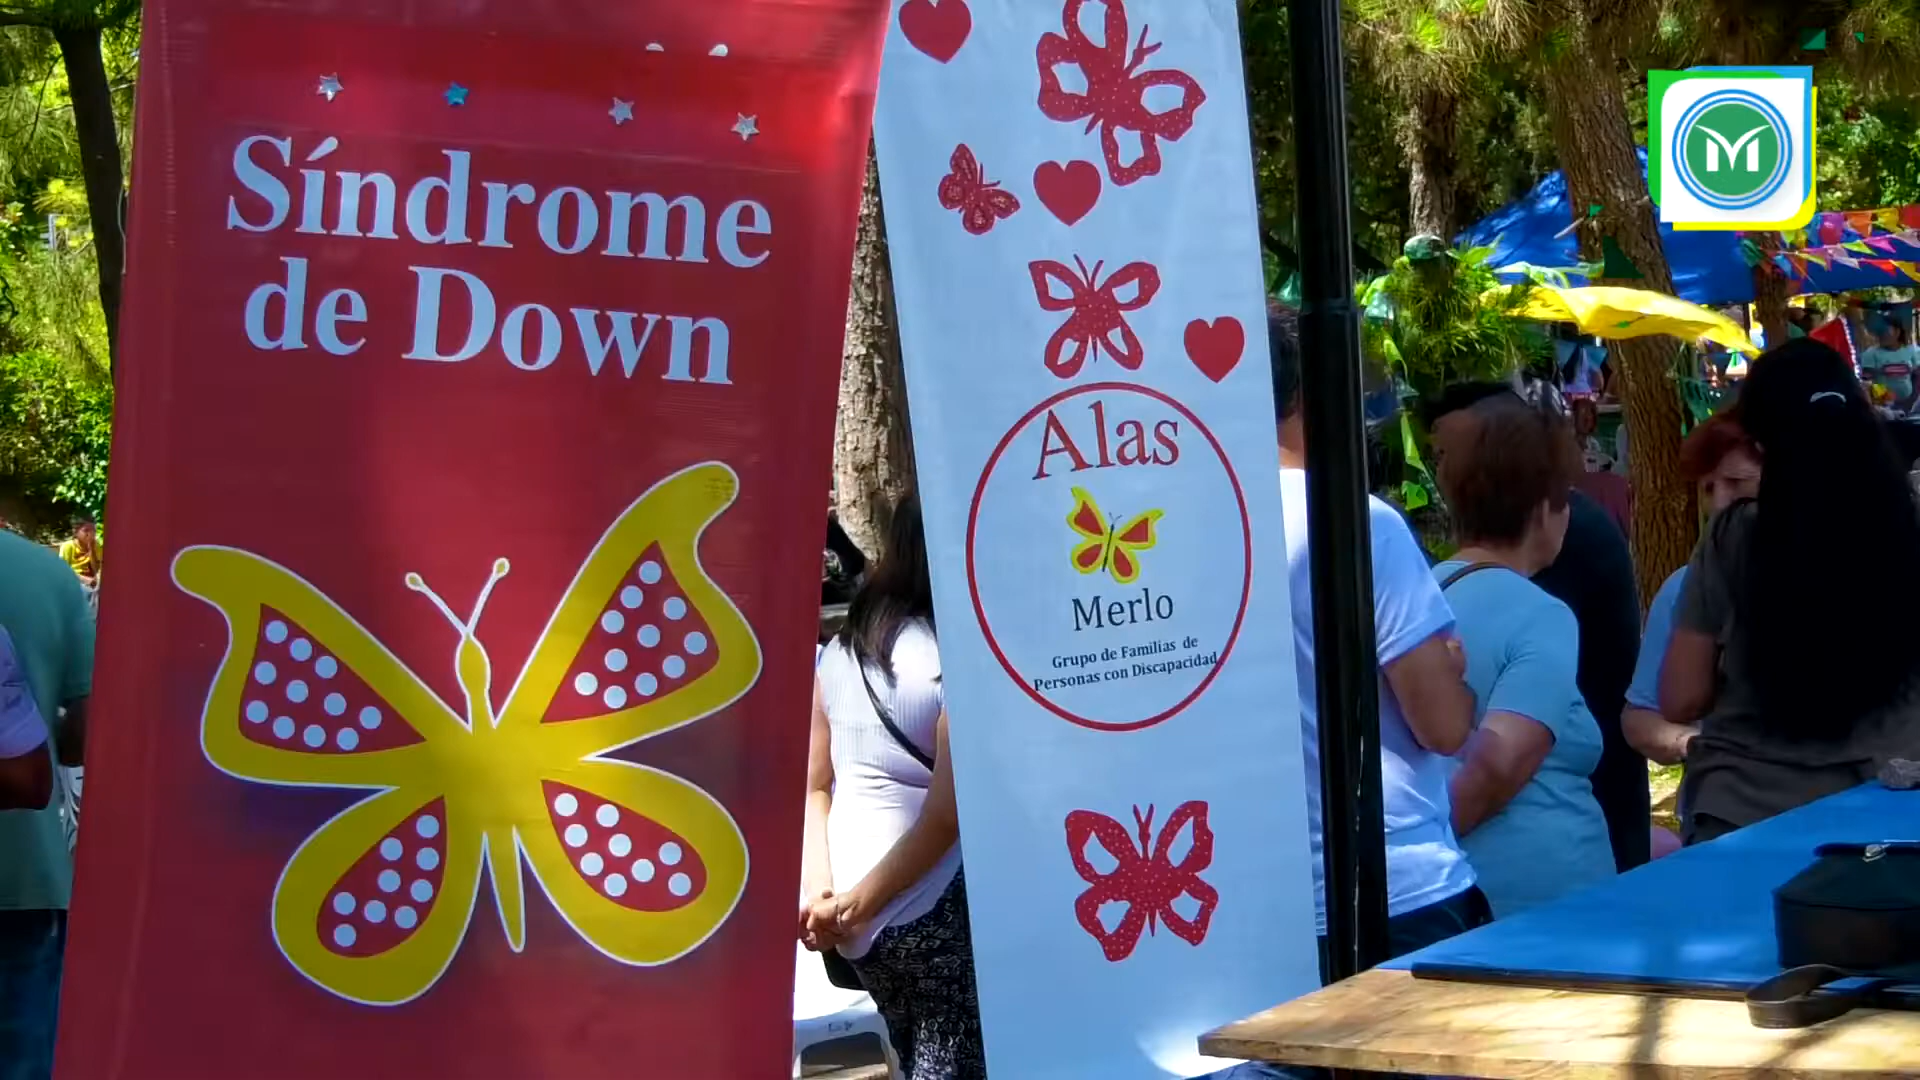 Síndrome
de Down
Alas
Merlo
Grupo de Familias de
Personas con Discapacidad
M